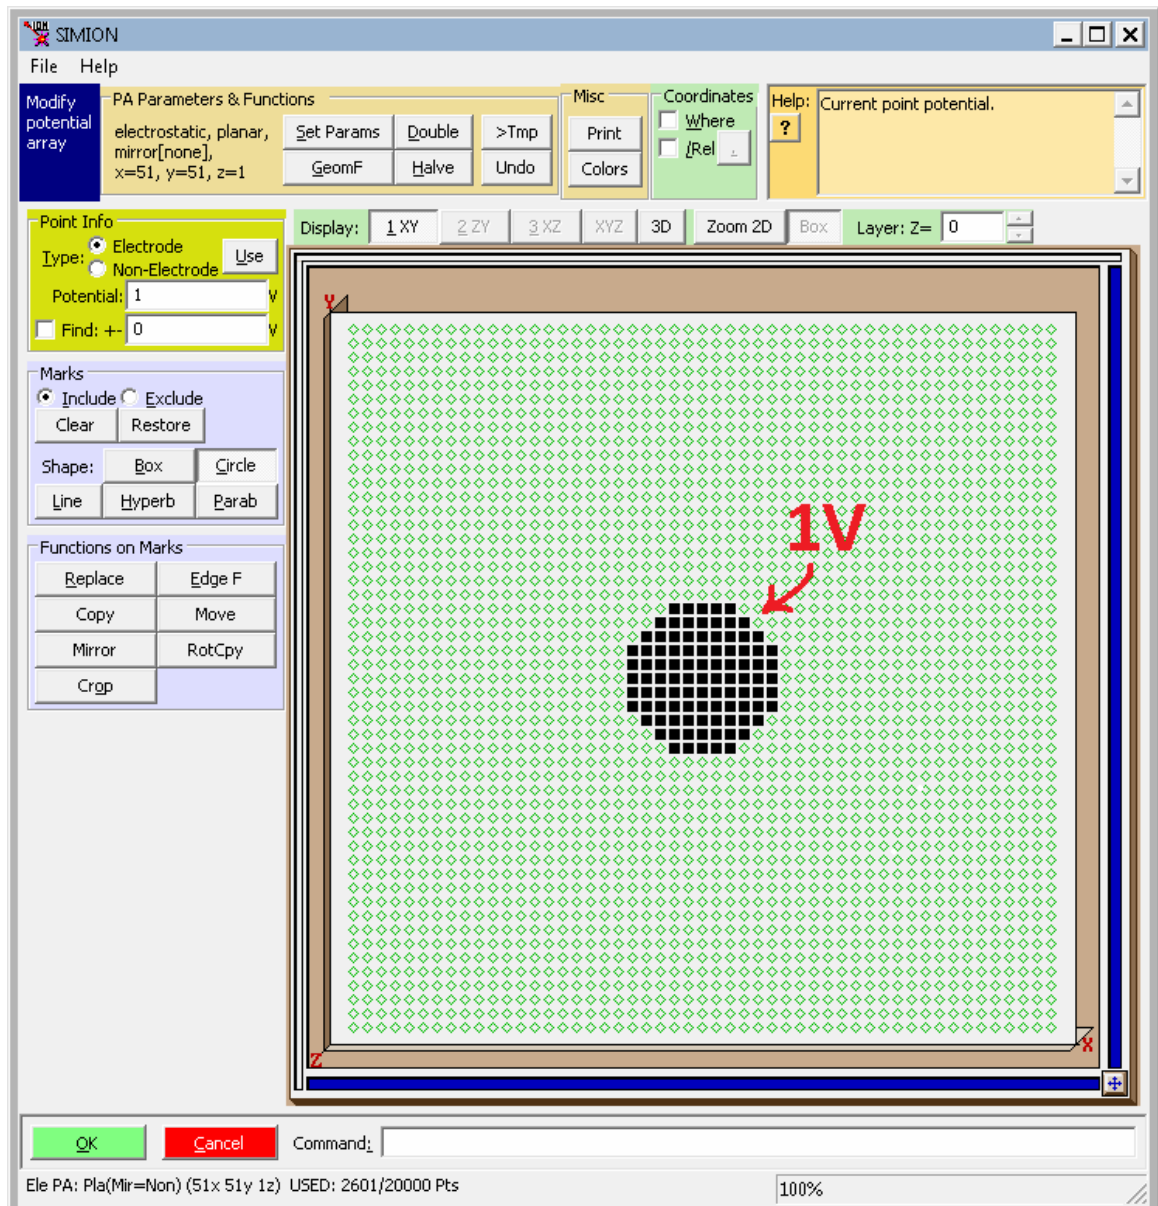 SIMION
File Help
Modify potential array
PA Parameters & Functions
electrostatic, planar,
mirror[none],
x=51, y=51, z=1
Set Params Double >Tmp
GeomF Halve Undo
Misc
Print
Colors
Coordinates
Where
/Rel .
Help:
?
Current point potential.
Point Info
Type: Electrode
Non-Electrode
Use
Potential: 1 V
Find: +- 0 V
Display: 1 XY 2 ZY 3 XZ XYZ 3D Zoom 2D Box Layer: Z= 0
Marks
Include Exclude
Clear Restore
Shape: Box Circle
Line Hyperb Parab
Functions on Marks
Replace Edge F
Copy Move
Mirror RotCpy
Crop
Y
1V
X
Z
OK Cancel Command:
Ele PA: Pla(Mir=Non) (51x 51y 1z) USED: 2601/20000 Pts
100%